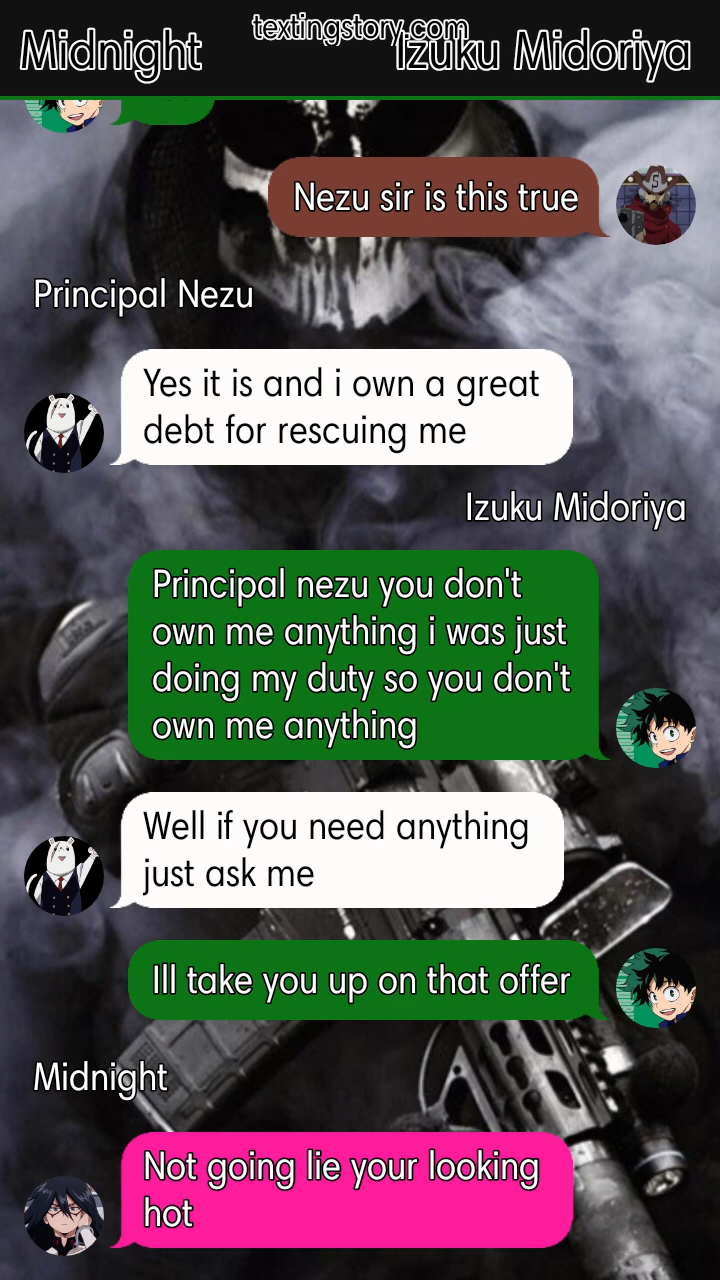 textingstory.com
Midnight
Izuku Midoriya
Nezu sir is this true
Principal Nezu
Yes it is and i own a great
debt for rescuing me
Izuku Midoriya
Principal nezu you don't
own me anything i was just
doing my duty so you don't
own me anything
Well if you need anything
just ask me
Ill take you up on that offer
Midnight
Not going lie your looking
hot